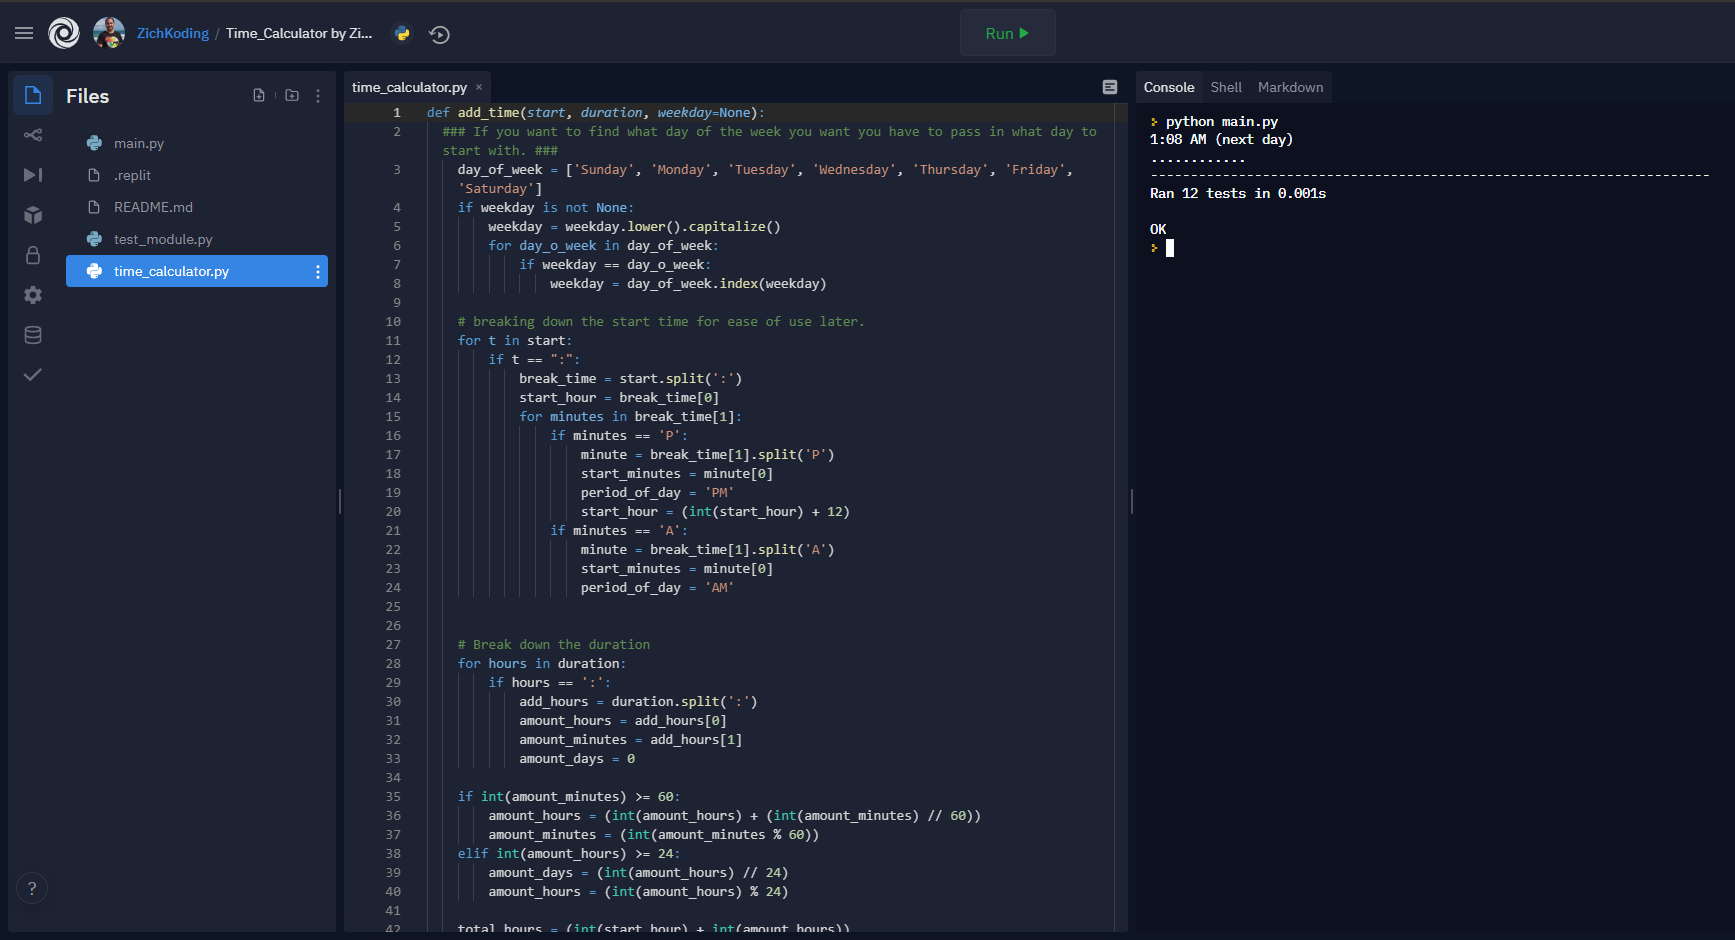 ZichKoding / Time_Calculator by Zi...
Run
Files
main.py
.replit
README.md
test_module.py
time_calculator.py
?
time_calculator.py ×
1 def add_time(start, duration, weekday=None):
2 ### If you want to find what day of the week you want you have to pass in what day to
start with. ###
3 day_of_week = ['Sunday', 'Monday', 'Tuesday', 'Wednesday', 'Thursday', 'Friday',
'Saturday']
4 if weekday is not None:
5 weekday = weekday.lower().capitalize()
6 for day_o_week in day_of_week:
7 if weekday == day_o_week:
8 weekday = day_of_week.index(weekday)
9
10 # breaking down the start time for ease of use later.
11 for t in start:
12 if t == ":":
13 break_time = start.split(':')
14 start_hour = break_time[0]
15 for minutes in break_time[1]:
16 if minutes == 'P':
17 minute = break_time[1].split('P')
18 start_minutes = minute[0]
19 period_of_day = 'PM'
20 start_hour = (int(start_hour) + 12)
21 if minutes == 'A':
22 minute = break_time[1].split('A')
23 start_minutes = minute[0]
24 period_of_day = 'AM'
25
26
27 # Break down the duration
28 for hours in duration:
29 if hours == ':':
30 add_hours = duration.split(':')
31 amount_hours = add_hours[0]
32 amount_minutes = add_hours[1]
33 amount_days = 0
34
35 if int(amount_minutes) >= 60:
36 amount_hours = (int(amount_hours) + (int(amount_minutes) // 60))
37 amount_minutes = (int(amount_minutes % 60))
38 elif int(amount_hours) >= 24:
39 amount_days = (int(amount_hours) // 24)
40 amount_hours = (int(amount_hours) % 24)
41
42 total_hours = (int(start_hour) + int(amount_hours))
Console Shell Markdown
> python main.py
1:08 AM (next day)
............
----------------------------------------------------------------------
Ran 12 tests in 0.001s
OK
>